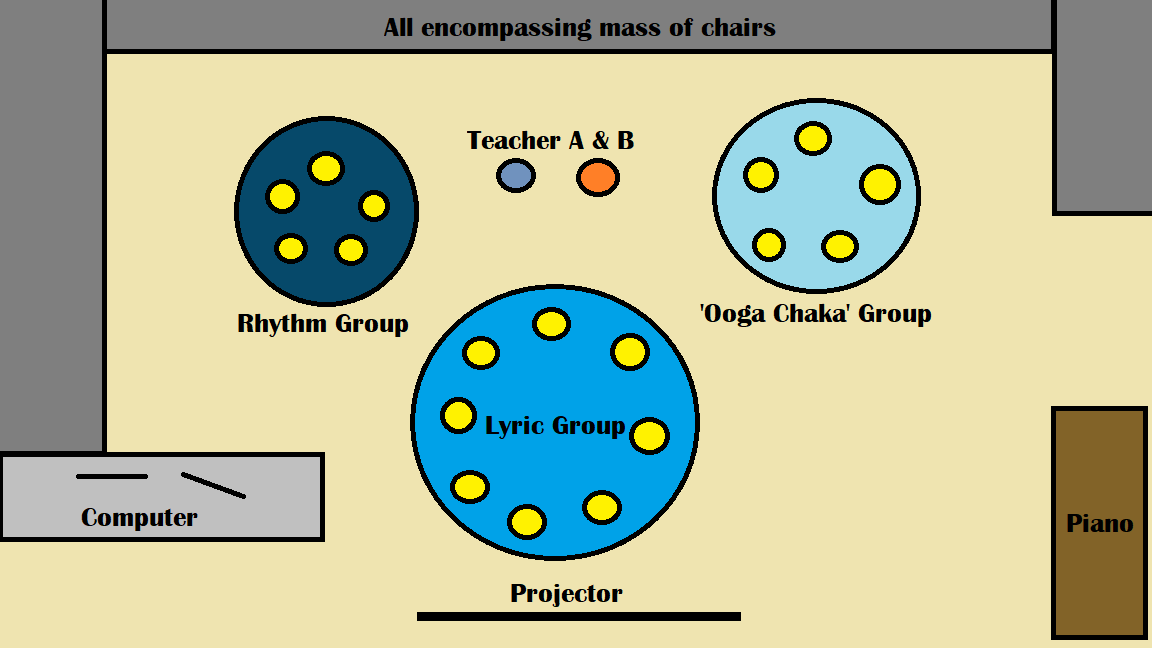 All encompassing mass of chairs
Teacher A & B
Rhythm Group
'Ooga Chaka' Group
Lyric Group
Computer
Piano
Projector